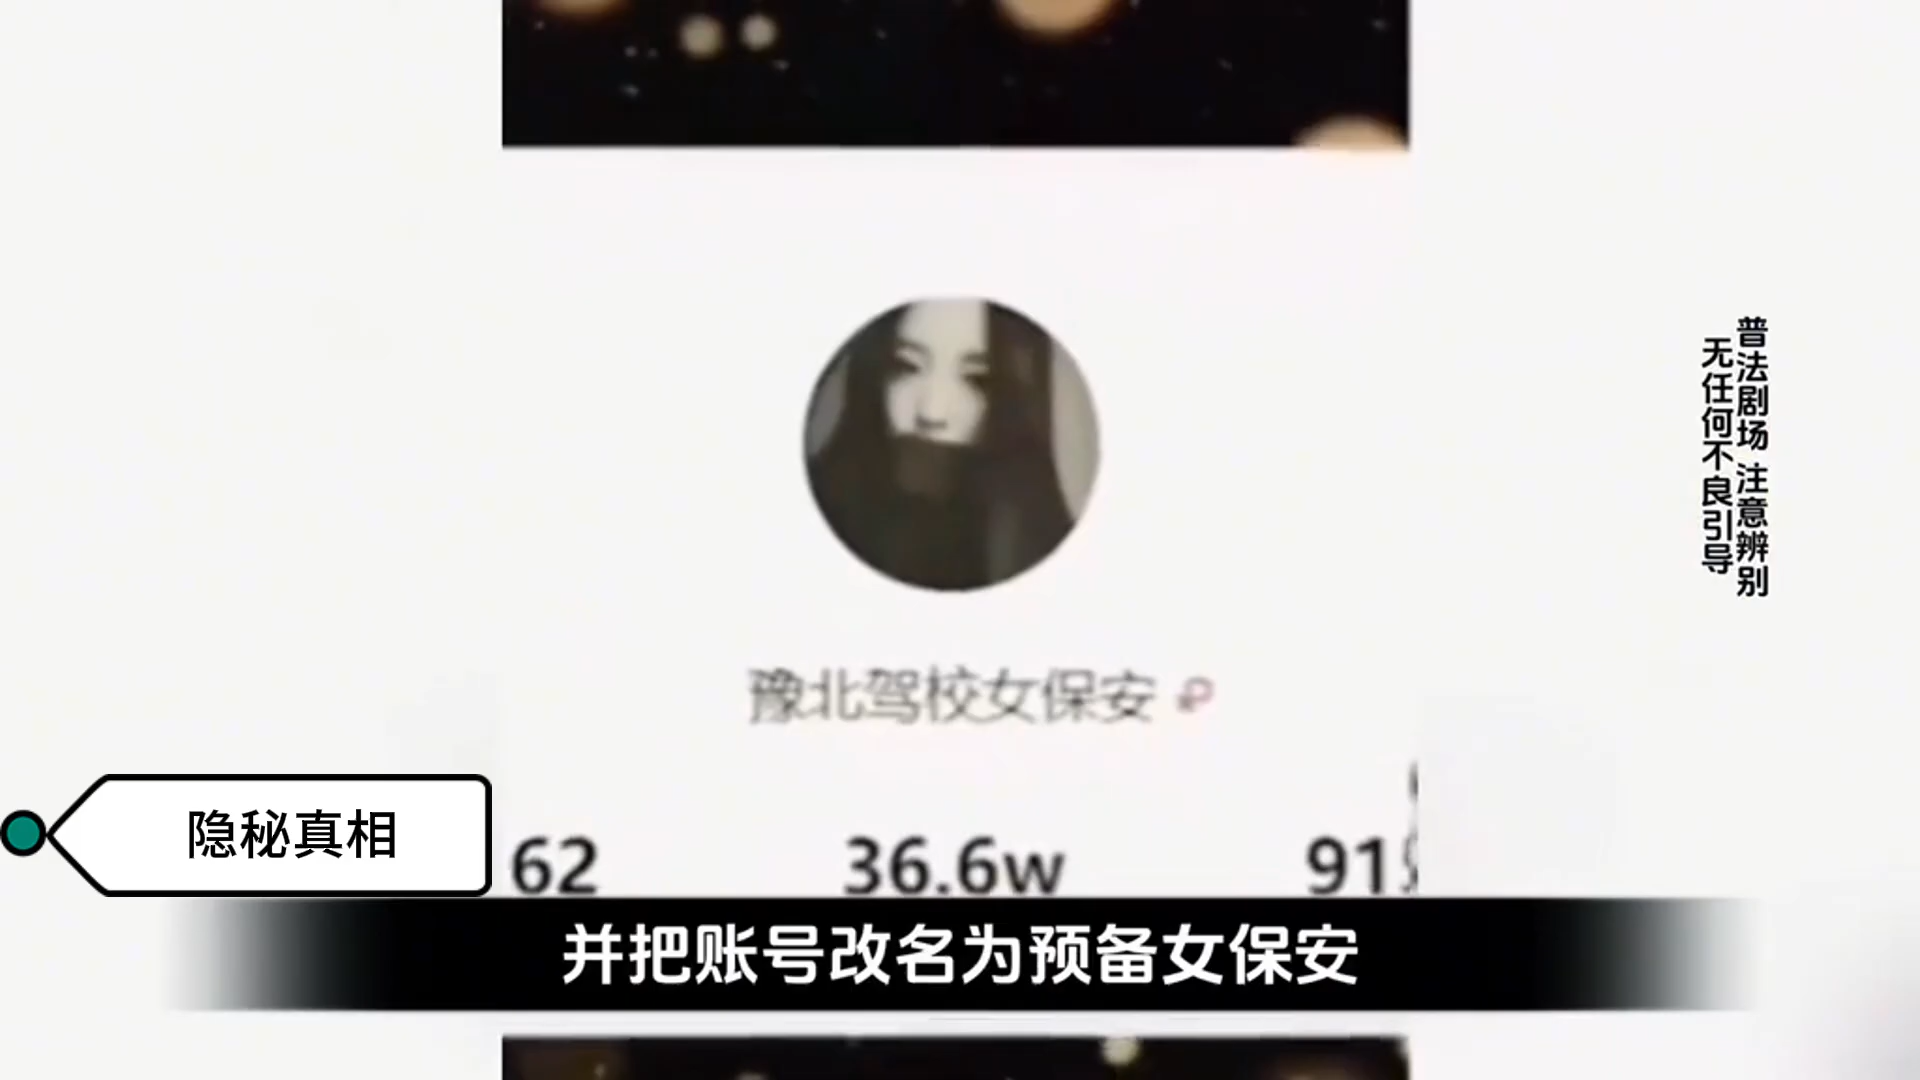 普法剧场 注意辨别
无任何不良引导
豫北驾校女保安
隐秘真相
62
36.6w
91
并把账号改名为预备女保安